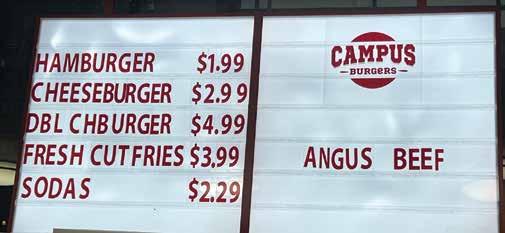 HAMBURGER $1.99
CHEESEBURGER $2.99
DBL CHBURGER $4.99
FRESH CUTFRIES $3.99
SODAS $2.29
CAMPUS
BURGERS
ANGUS BEEF